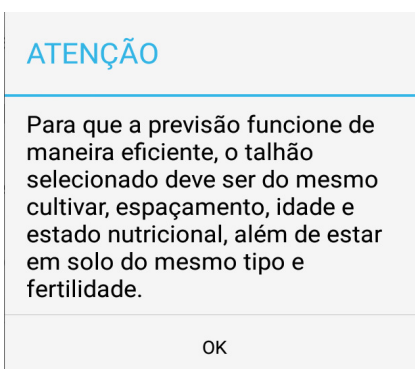 ATENÇÃO
Para que a previsão funcione de
maneira eficiente, o talhão
selecionado deve ser do mesmo
cultivar, espaçamento, idade e
estado nutricional, além de estar
em solo do mesmo tipo e
fertilidade.
OK